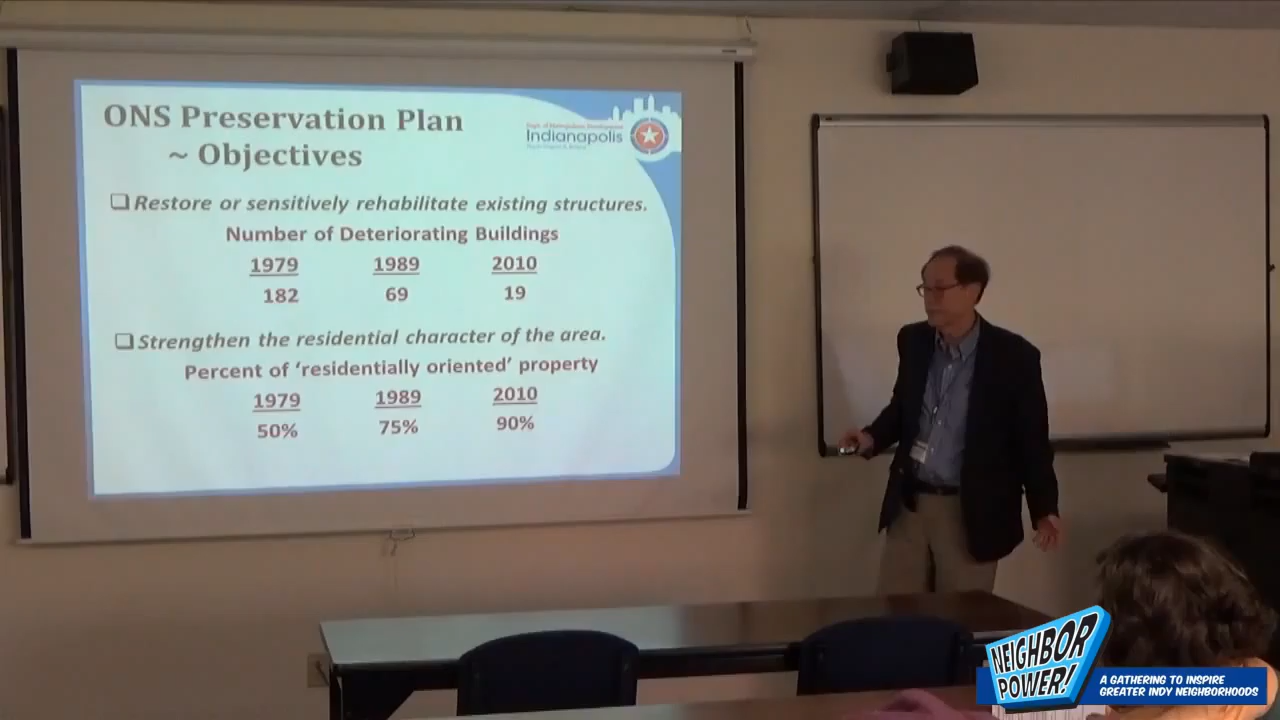 ONS Preservation Plan
~ Objectives
Indianapolis
❑ Restore or sensitively rehabilitate existing structures.
Number of Deteriorating Buildings
1979 1989 2010
182 69 19
❑ Strengthen the residential character of the area.
Percent of ‘residentially oriented’ property
1979 1989 2010
50% 75% 90%
NEIGHBOR
POWER!
A GATHERING TO INSPIRE
GREATER INDY NEIGHBORHOODS